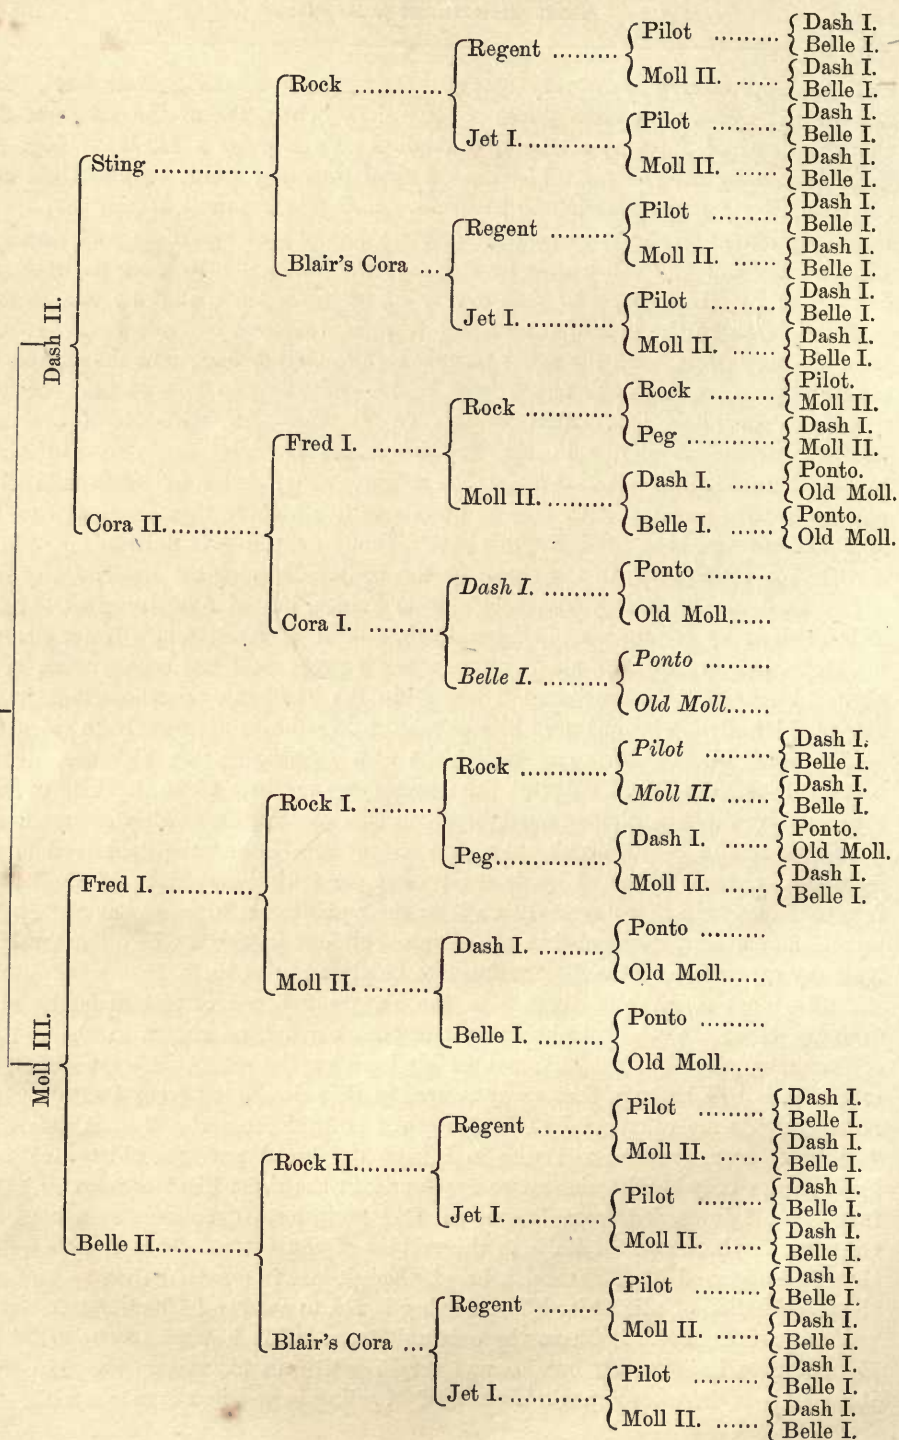 Dash I.
Pilot ......... Belle I.
Regent ......... Dash I.
Moll II. ...... Belle I.
Rock ........... Dash I.
Pilot ......... Belle I.
Jet I. ............ Dash I.
Moll II. ...... Belle I.
Sting .............. Dash I.
Pilot ......... Belle I.
Regent ......... Dash I.
Moll II. ...... Belle I.
Blair's Cora ... Dash I.
Pilot ......... Belle I.
Jet I. ............ Dash I.
Moll II. ...... Belle I.
Dash II.
Pilot.
Rock ......... Moll II.
Rock ............ Dash I.
Peg ............ Moll II.
Fred I. ......... Ponto.
Dash I. ...... Old Moll.
Moll II. ......... Ponto.
Belle I. ...... Old Moll.
Cora II. ............
Ponto .........
Dash I. .........
Old Moll......
Cora I. .........
Ponto .........
Belle I. .........
Old Moll......
Dash I.
Pilot ......... Belle I.
Rock ............ Dash I.
Moll II. ...... Belle I.
Rock I. ......... Ponto.
Dash I. ...... Old Moll.
Peg............... Dash I.
Moll II. ...... Belle I.
Fred I. ............
Ponto .........
Dash I. .........
Old Moll......
Moll II. .........
Ponto .........
Belle I. .........
Old Moll......
Moll III.
Dash I.
Pilot ......... Belle I.
Regent ......... Dash I.
Moll II. ...... Belle I.
Rock II.......... Dash I.
Pilot ......... Belle I.
Jet I. ............ Dash I.
Moll II. ...... Belle I.
Belle II............. Dash I.
Pilot ......... Belle I.
Regent ......... Dash I.
Moll II. ...... Belle I.
Blair's Cora ... Dash I.
Pilot ......... Belle I.
Jet I. ............ Dash I.
Moll II. ...... Belle I.